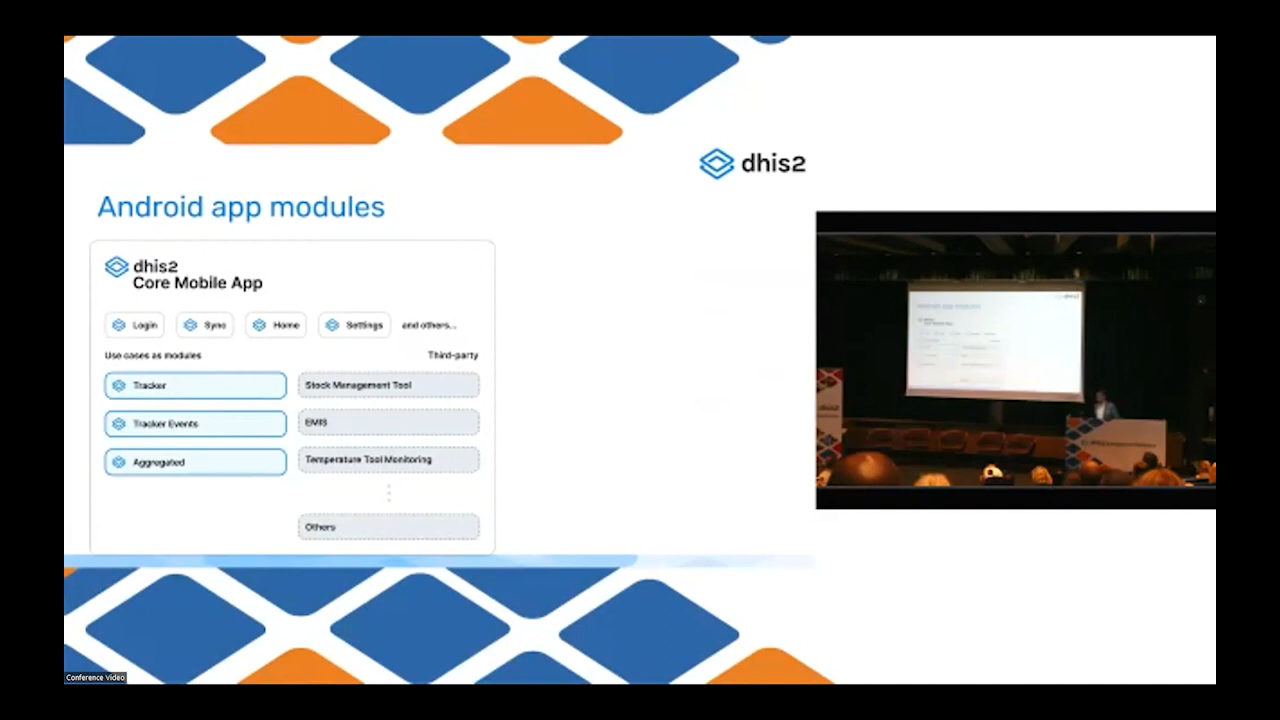 dhis2
Android app modules
dhis2
Core Mobile App
Login
Sync
Home
Settings
and others...
Use cases as modules
Third-party
Tracker
Stock Management Tool
Tracker Events
EMIS
Aggregated
Temperature Tool Monitoring
Others
Conference Video